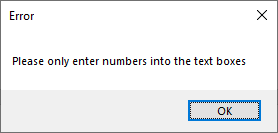 Error
Please only enter numbers into the text boxes
OK